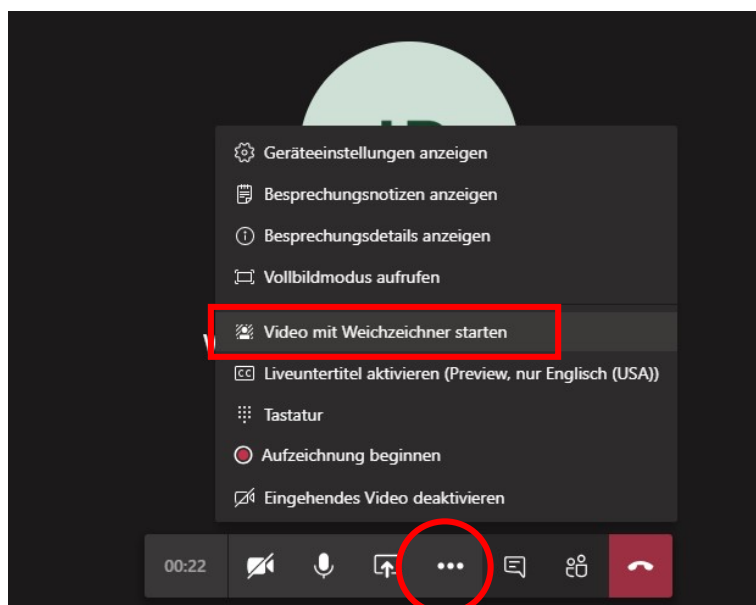 Geräteeinstellungen anzeigen
Besprechungsnotizen anzeigen
Besprechungsdetails anzeigen
Vollbildmodus aufrufen
Video mit Weichzeichner starten
CC Liveuntertitel aktivieren (Preview, nur Englisch (USA))
Tastatur
Aufzeichnung beginnen
Eingehendes Video deaktivieren
00:22